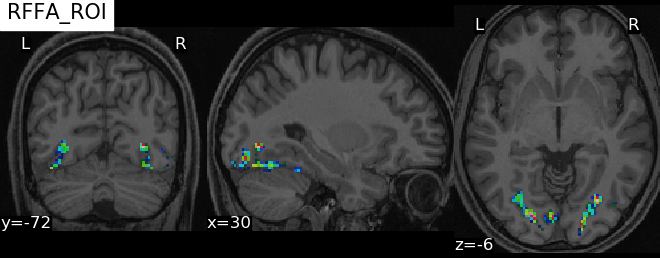 RFFA_ROI
L
R
L
R
y=-72
x=30
z=-6